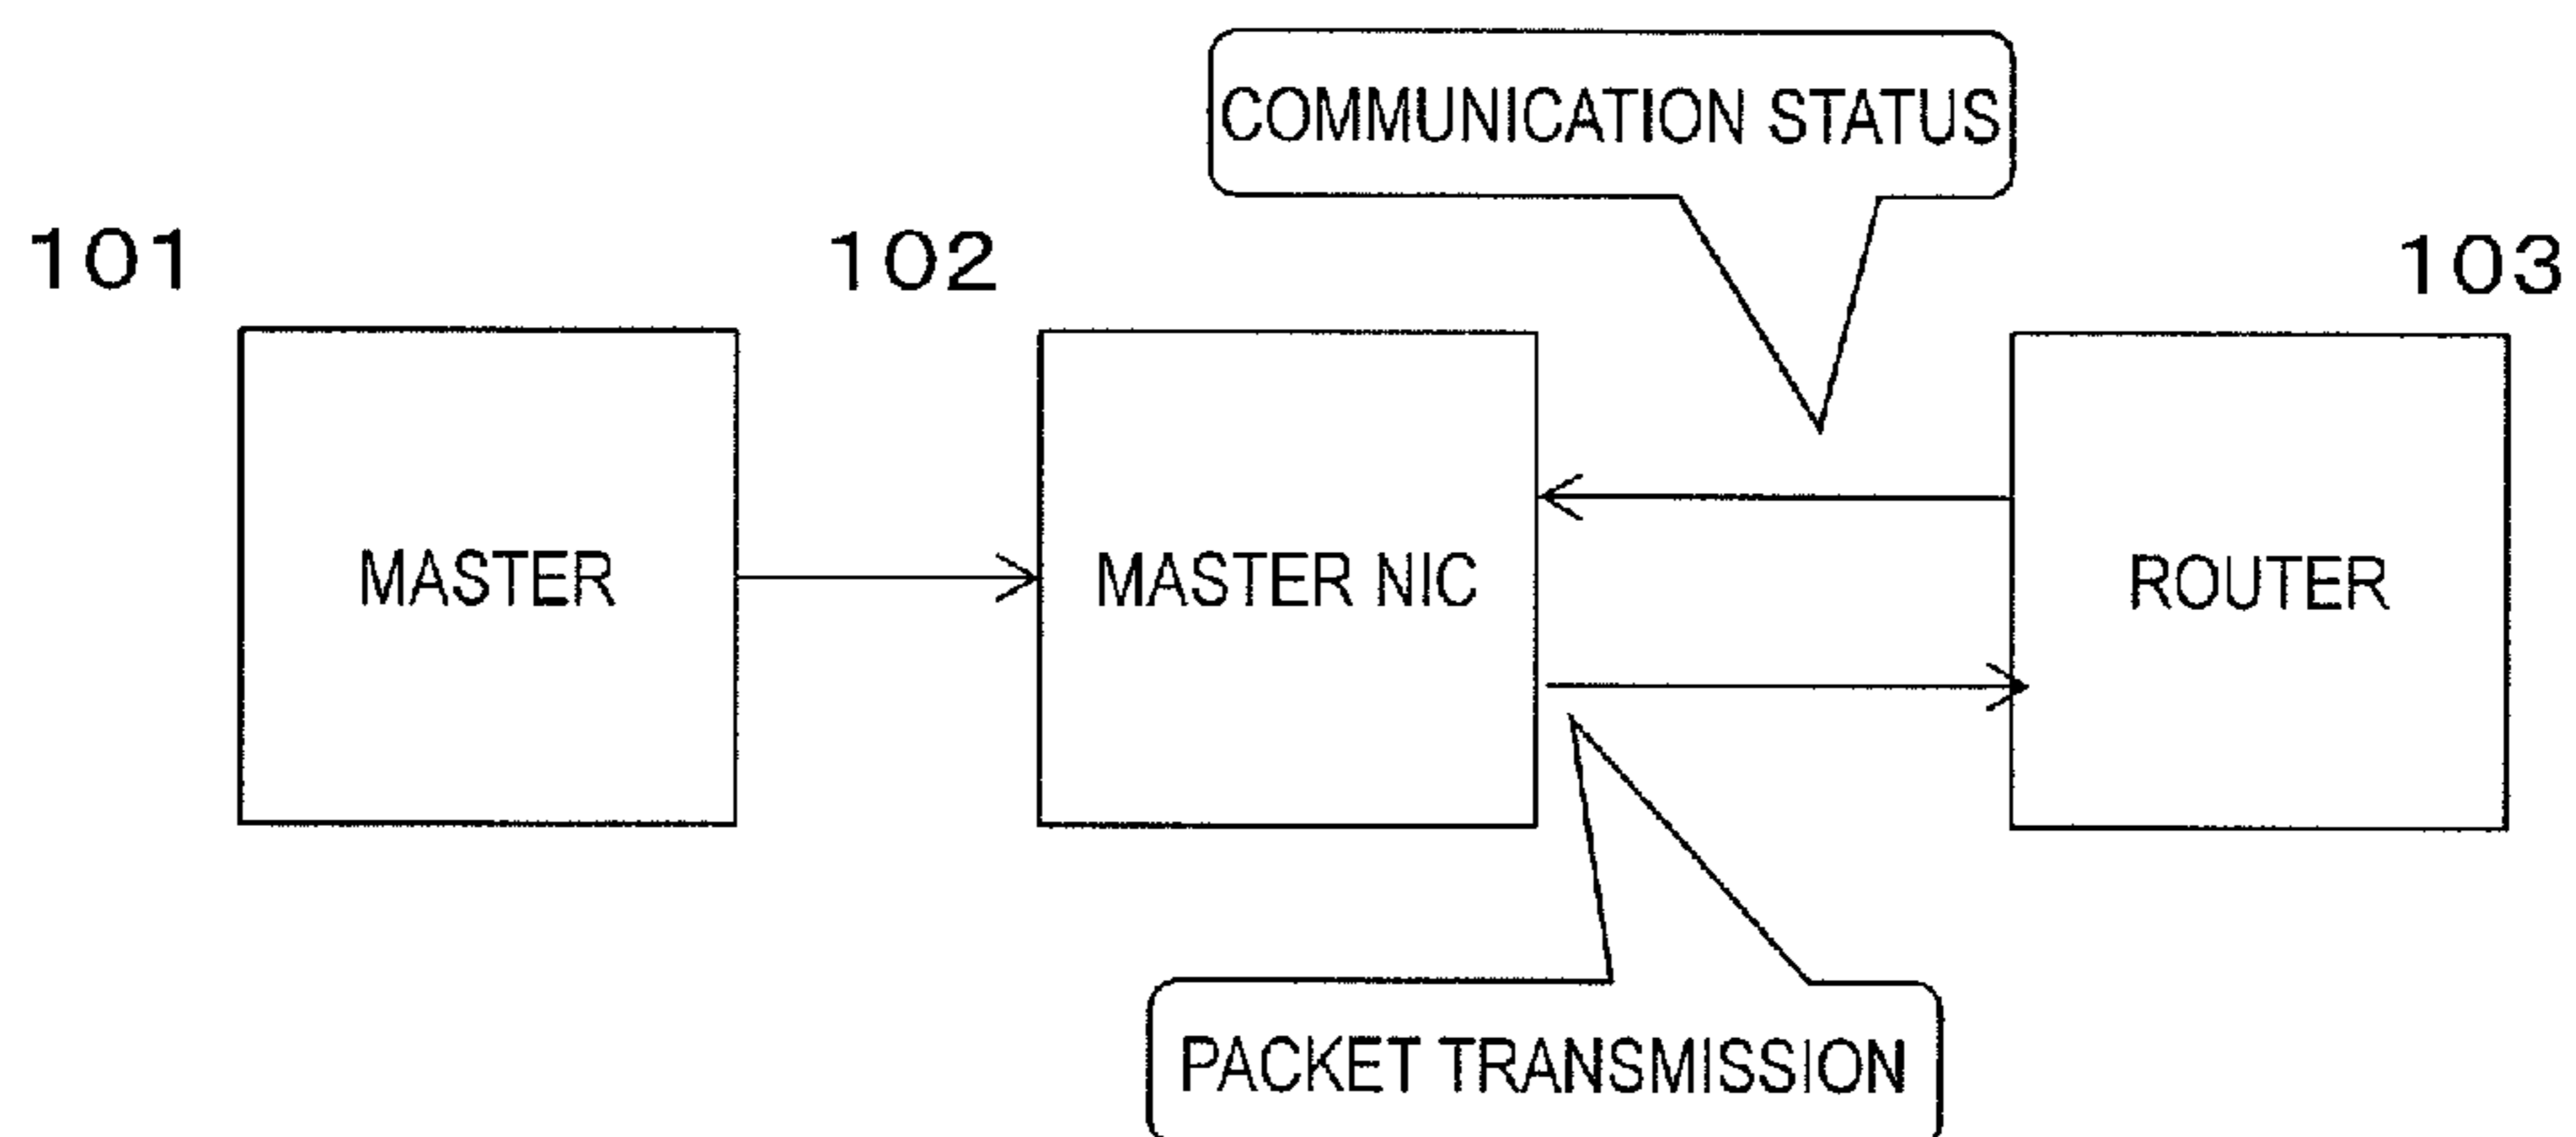 COMMUNICATION STATUS
101
102
103
MASTER
MASTER NIC
ROUTER
PACKET TRANSMISSION